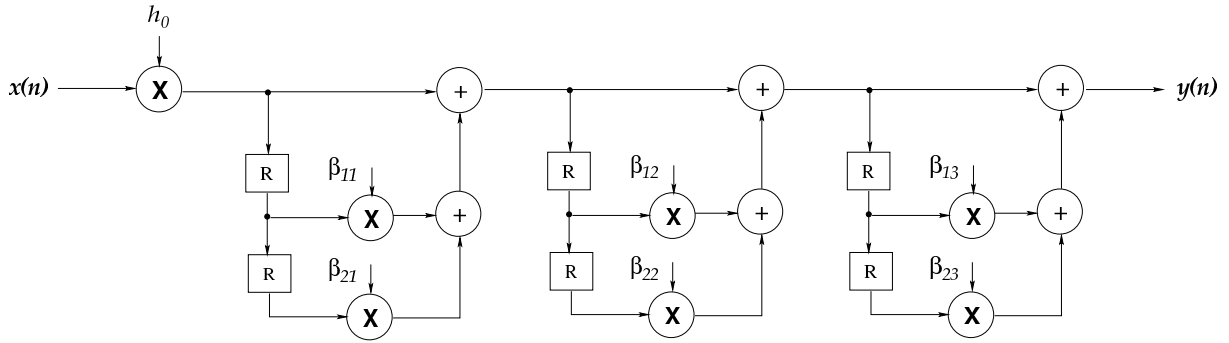 h0
x(n) X + + + y(n)
R β11 R β12 R β13
X + X + X +
R β21 R β22 R β23
X X X